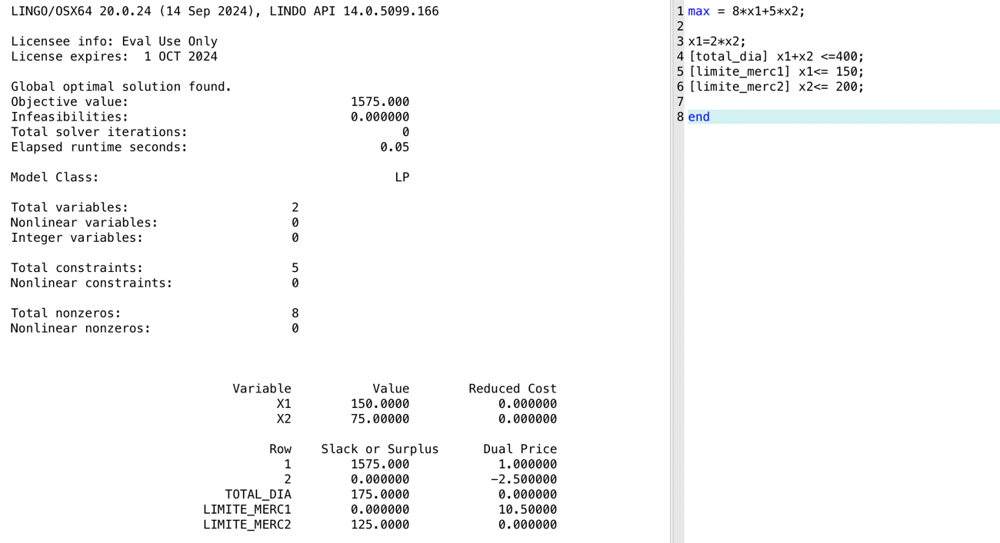 LINGO/OSX64 20.0.24 (14 Sep 2024), LINDO API 14.0.5099.166
Licensee info: Eval Use Only
License expires: 1 OCT 2024
Global optimal solution found.
Objective value: 1575.000
Infeasibilities: 0.000000
Total solver iterations: 0
Elapsed runtime seconds: 0.05
Model Class: LP
Total variables: 2
Nonlinear variables: 0
Integer variables: 0
Total constraints: 5
Nonlinear constraints: 0
Total nonzeros: 8
Nonlinear nonzeros: 0
Variable Value Reduced Cost
X1 150.0000 0.000000
X2 75.00000 0.000000
Row Slack or Surplus Dual Price
1 1575.000 1.000000
2 0.000000 -2.500000
TOTAL_DIA 175.0000 0.000000
LIMITE_MERC1 0.000000 10.50000
LIMITE_MERC2 125.0000 0.000000
1 max = 8*x1+5*x2;
2
3 x1=2*x2;
4 [total_dia] x1+x2 <=400;
5 [limite_merc1] x1<= 150;
6 [limite_merc2] x2<= 200;
7
8 end